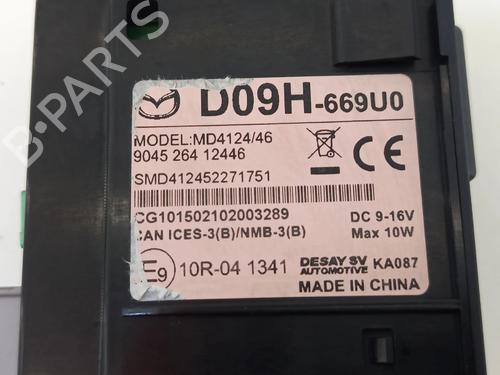 D09H-669U0
MODEL:MD4124/46
9045 264 12446
SMD412452271751
CG101502102003289
DC 9-16V
CAN ICES-3(B)/NMB-3(B)
Max 10W
E9 10R-04 1341
DESAY SV
AUTOMOTIVE KA087
MADE IN CHINA
B-Parts